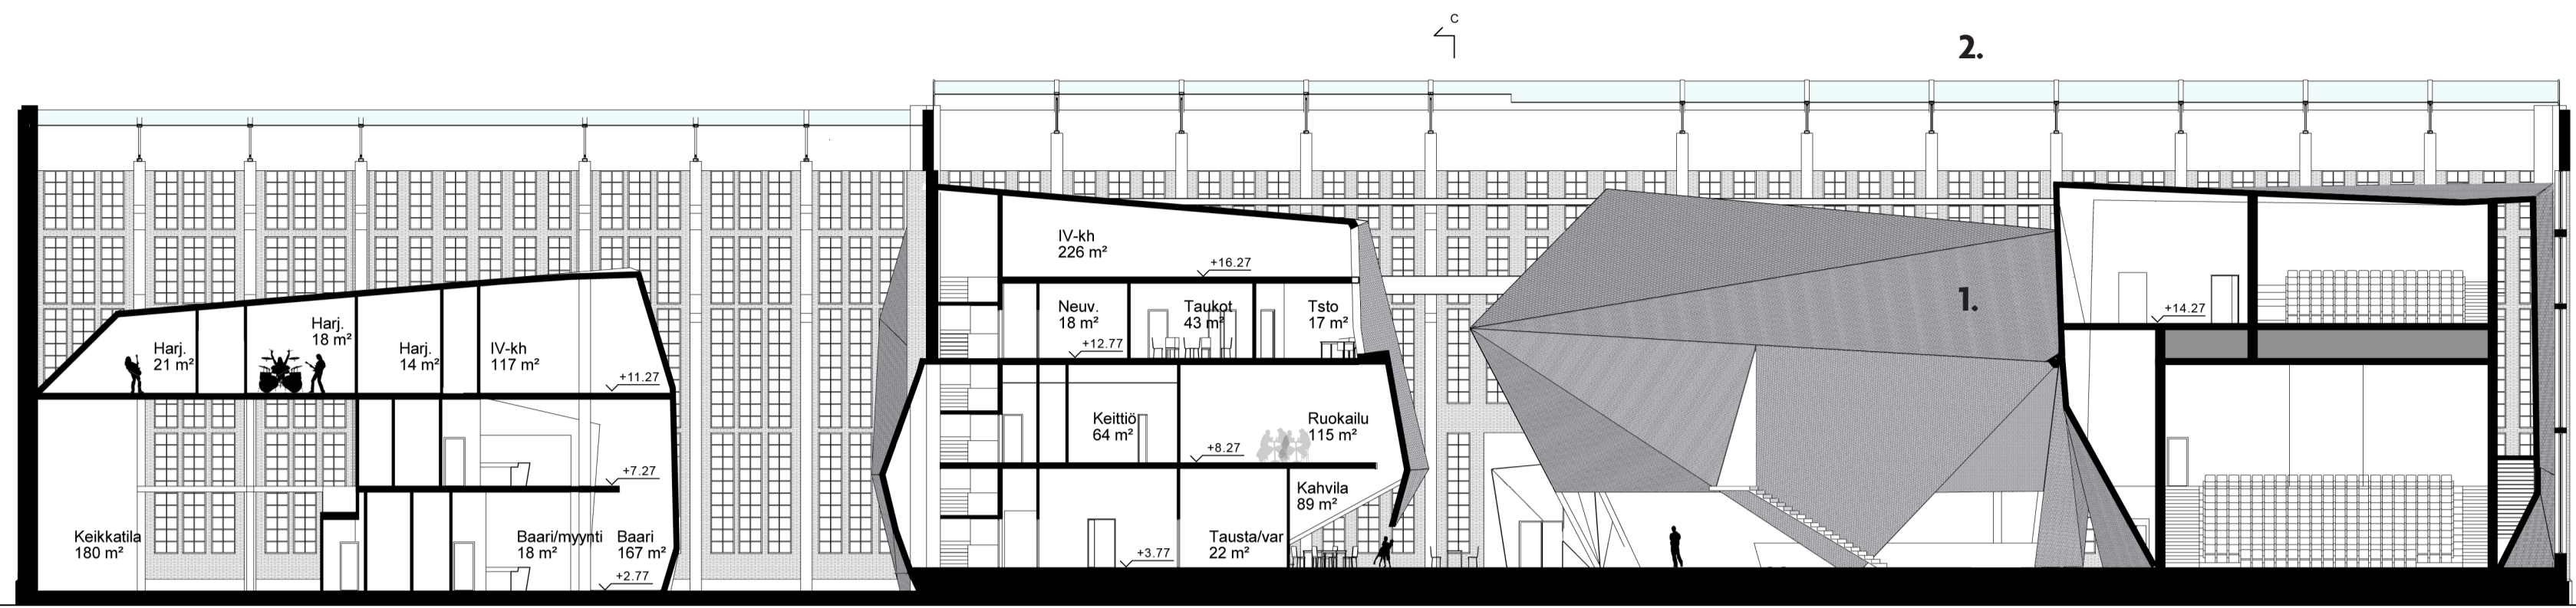 C
2.
1.
IV-kh
226 m²
+16.27
Neuv.
18 m²
Taukot
43 m²
Tsto
17 m²
+12.77
+14.27
Harj.
21 m²
Harj.
18 m²
Harj.
14 m²
IV-kh
117 m²
+11.27
Keittiö
64 m²
Ruokailu
115 m²
+8.27
+7.27
Kahvila
89 m²
Keikkatila
180 m²
Baari/myynti
18 m²
Baari
167 m²
+2.77
Tausta/var
22 m²
+3.77